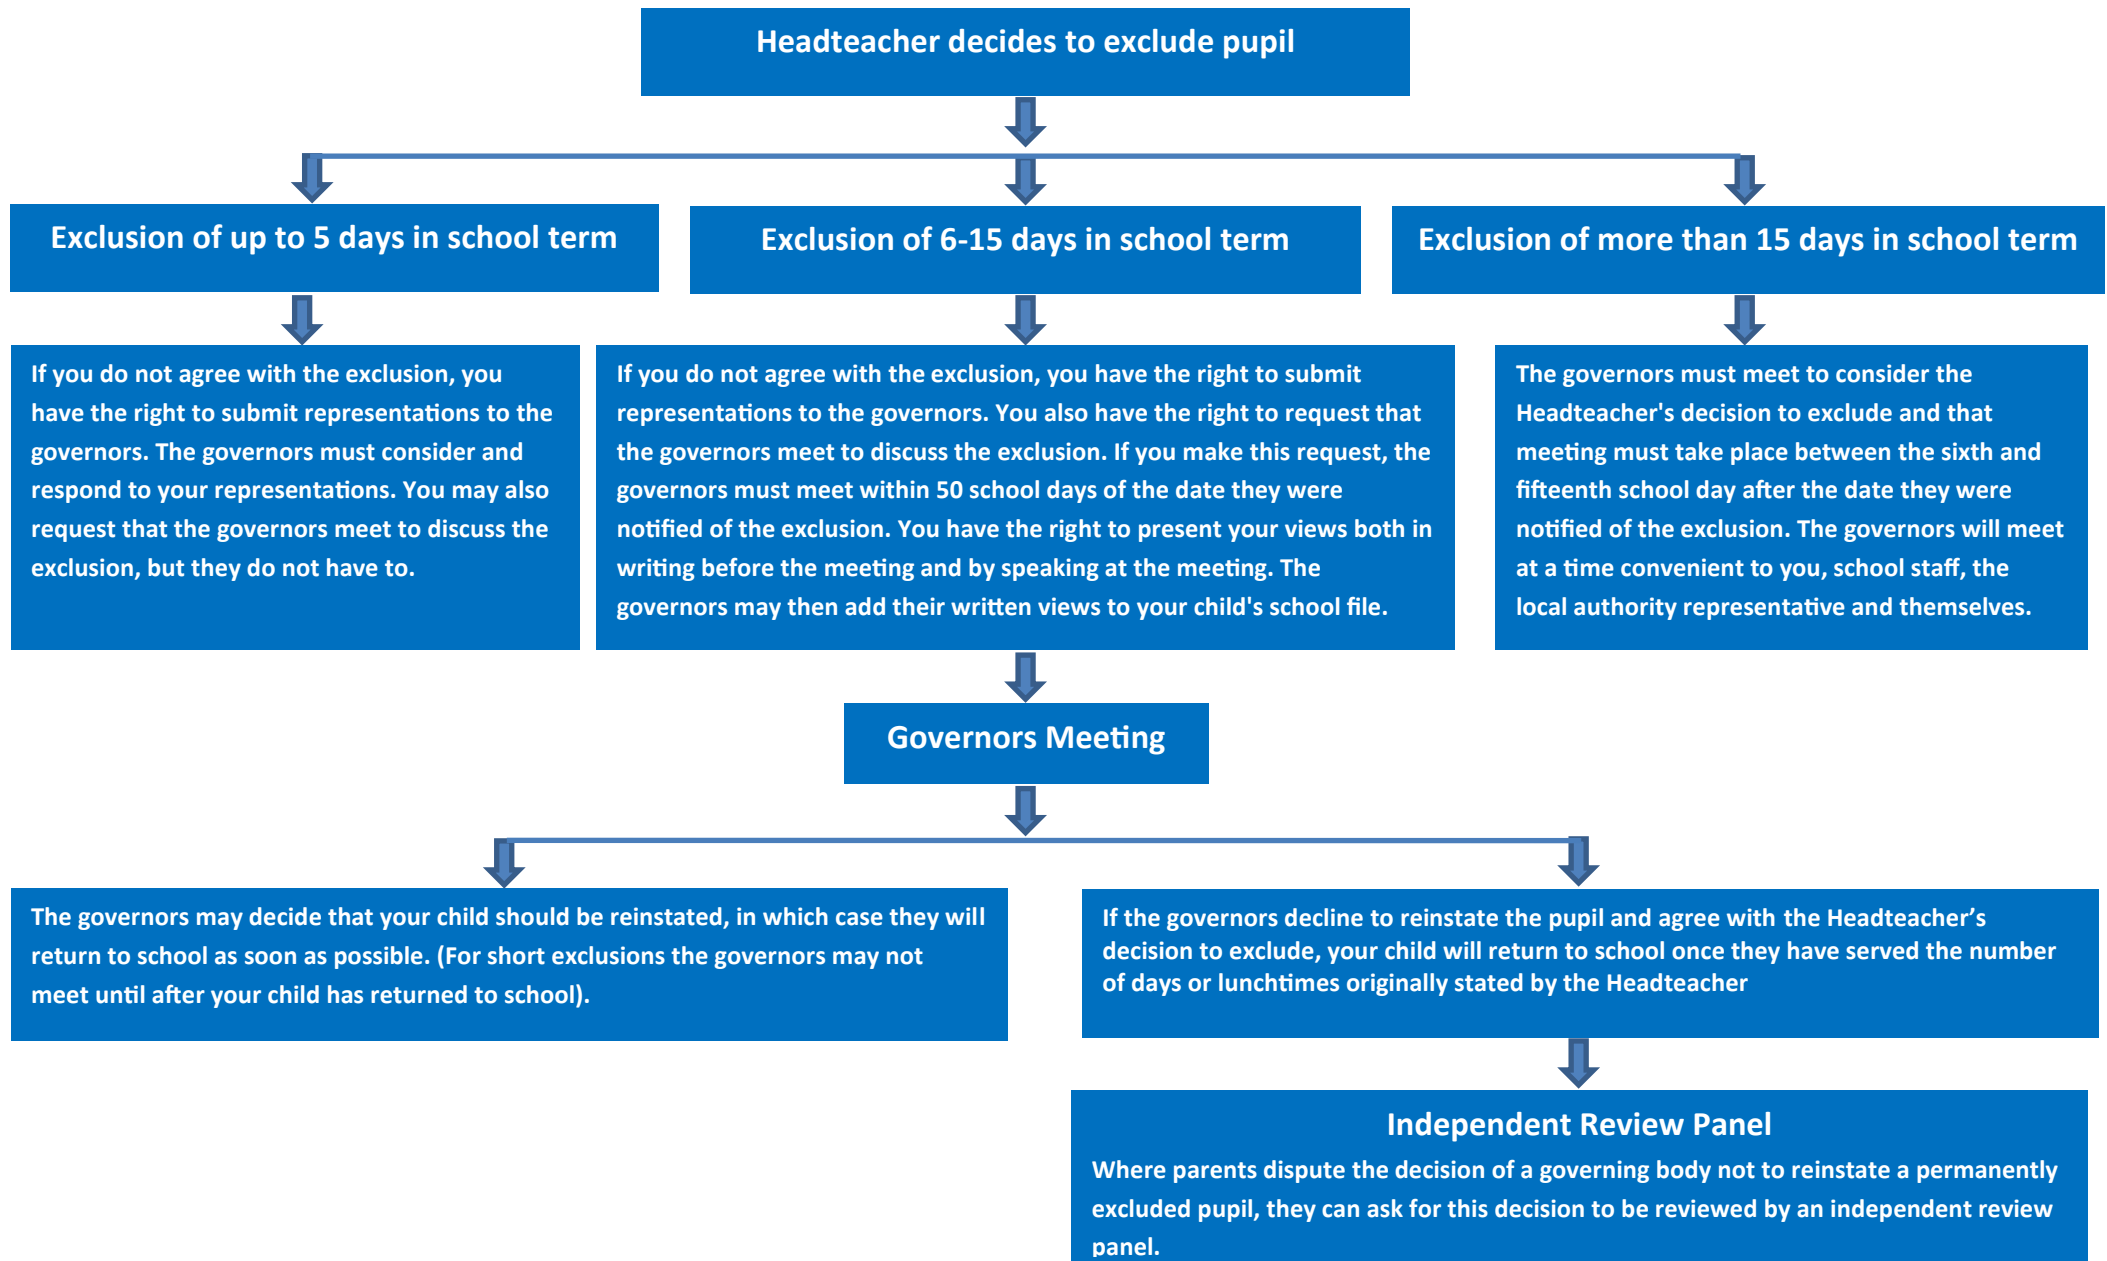 Headteacher decides to exclude pupil
Exclusion of up to 5 days in school term
Exclusion of 6-15 days in school term
Exclusion of more than 15 days in school term
If you do not agree with the exclusion, you
have the right to submit representations to the
governors. The governors must consider and
respond to your representations. You may also
request that the governors meet to discuss the
exclusion, but they do not have to.
If you do not agree with the exclusion, you have the right to submit
representations to the governors. You also have the right to request that
the governors meet to discuss the exclusion. If you make this request, the
governors must meet within 50 school days of the date they were
notified of the exclusion. You have the right to present your views both in
writing before the meeting and by speaking at the meeting. The
governors may then add their written views to your child's school file.
The governors must meet to consider the
Headteacher's decision to exclude and that
meeting must take place between the sixth and
fifteenth school day after the date they were
notified of the exclusion. The governors will meet
at a time convenient to you, school staff, the
local authority representative and themselves.
Governors Meeting
The governors may decide that your child should be reinstated, in which case they will
return to school as soon as possible. (For short exclusions the governors may not
meet until after your child has returned to school).
If the governors decline to reinstate the pupil and agree with the Headteacher’s
decision to exclude, your child will return to school once they have served the number
of days or lunchtimes originally stated by the Headteacher
Independent Review Panel
Where parents dispute the decision of a governing body not to reinstate a permanently
excluded pupil, they can ask for this decision to be reviewed by an independent review
panel.